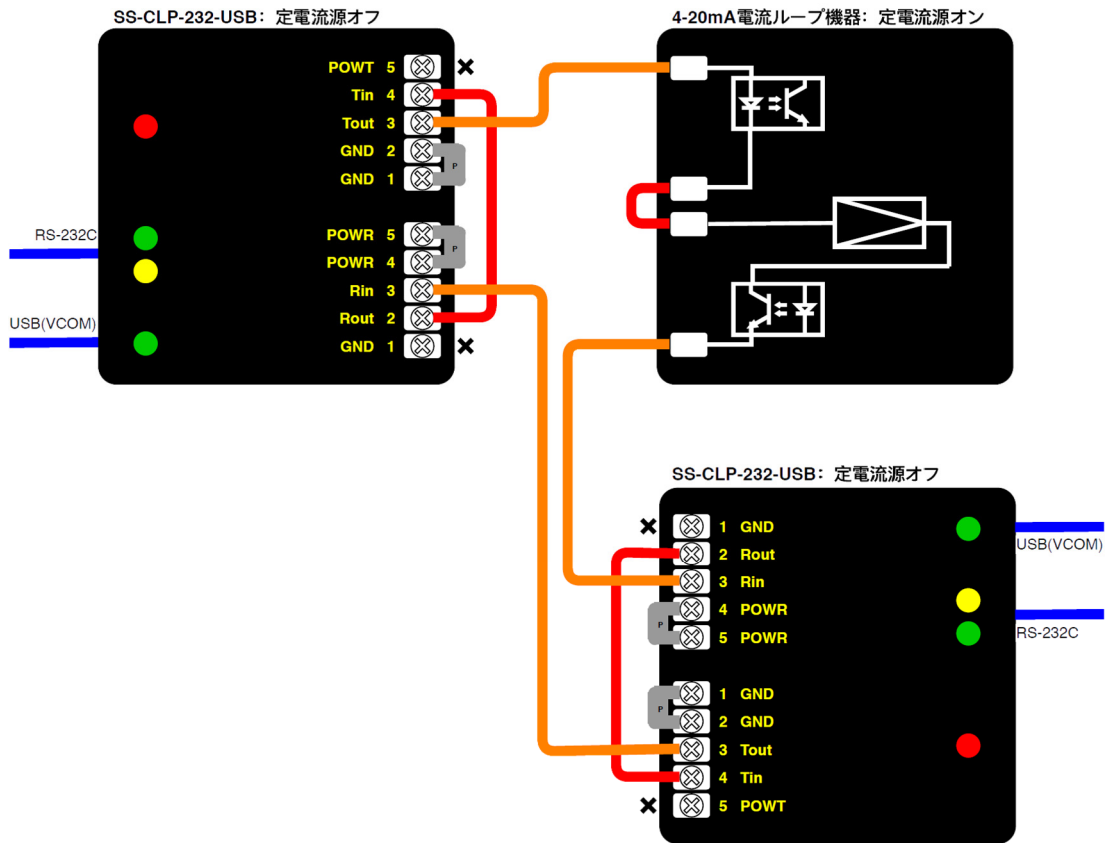 SS-CLP-232-USB： 定電流源オフ
POWT 5
Tin 4
Tout 3
GND 2
P
GND 1
RS-232C
POWR 5
P
POWR 4
Rin 3
USB(VCOM)
Rout 2
GND 1
4-20mA電流ループ機器： 定電流源オン
SS-CLP-232-USB： 定電流源オフ
1 GND
USB(VCOM)
2 Rout
3 Rin
4 POWR
P
5 POWR
RS-232C
1 GND
P
2 GND
3 Tout
4 Tin
5 POWT